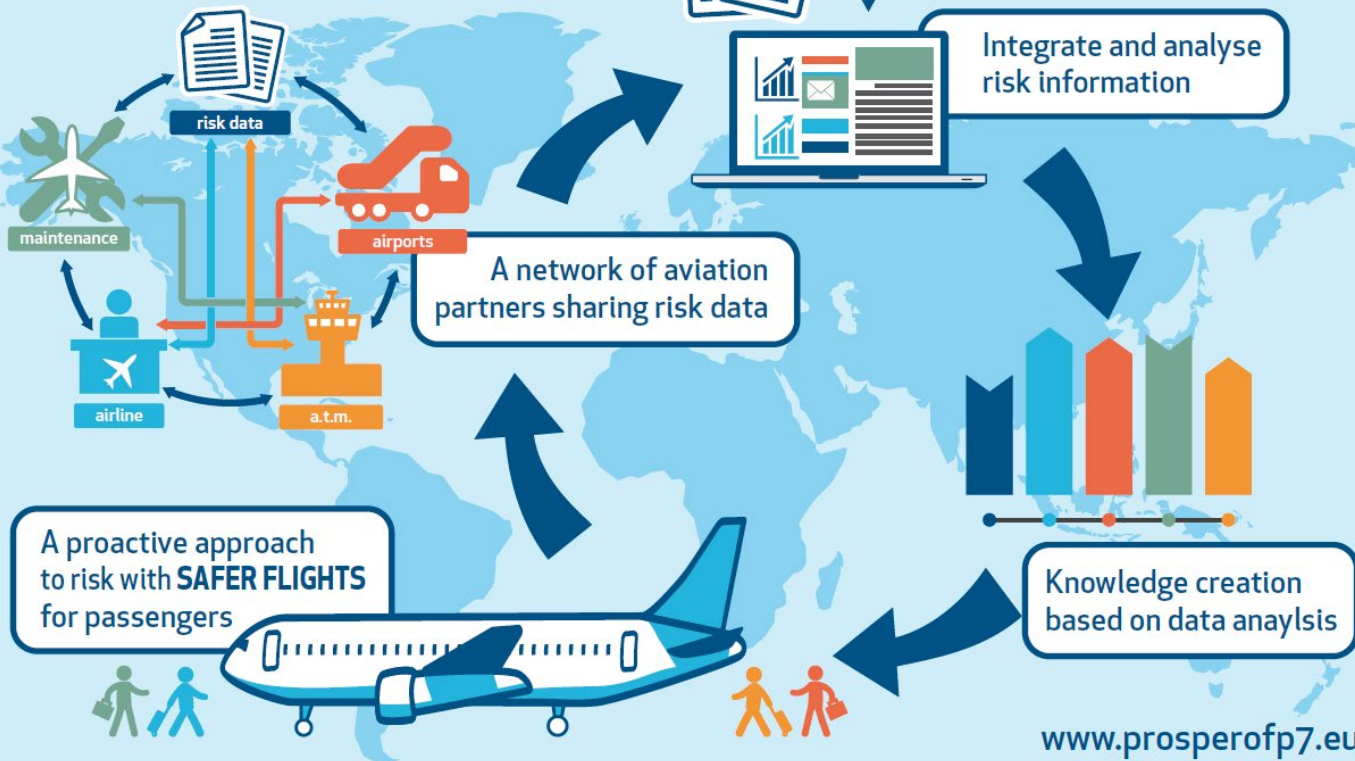 risk data
maintenance
airports
airline
a.t.m.
A network of aviation
partners sharing risk data
Integrate and analyse
risk information
Knowledge creation
based on data anaylsis
A proactive approach
to risk with SAFER FLIGHTS
for passengers
www.prosperofp7.eu